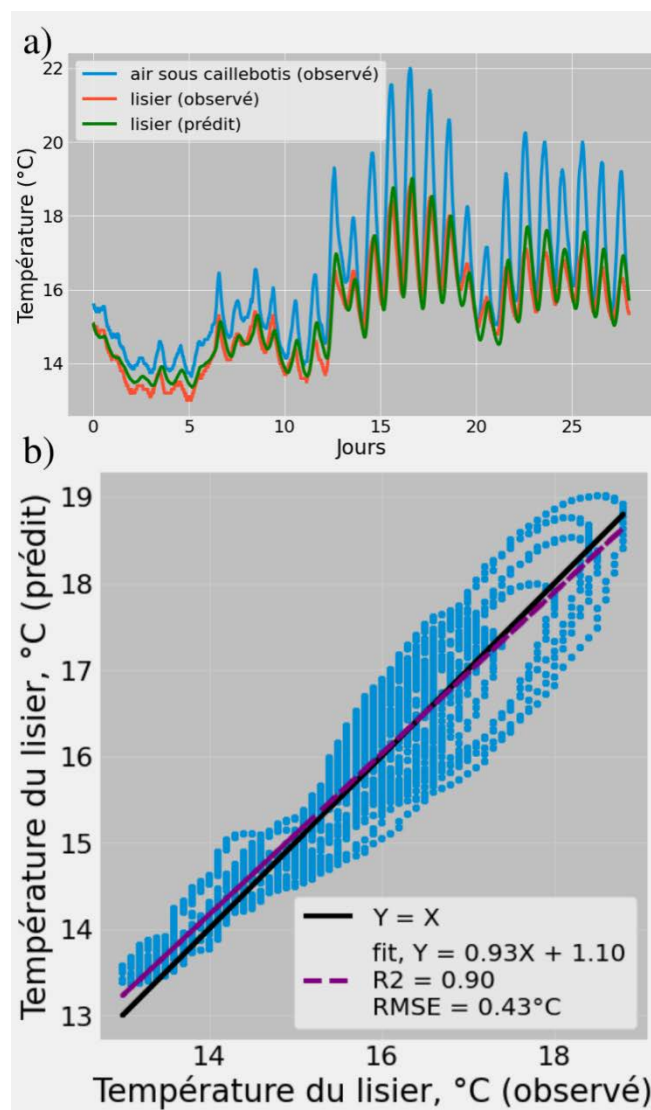 a)
22
air sous caillebotis (observé)
lisier (observé)
lisier (prédit)
20
18
16
14
Température (°C)
0 5 10 15 20 25
Jours
b)
19
18
17
16
15
14
13
Température du lisier, °C (prédit)
Y = X
fit, Y = 0.93X + 1.10
R2 = 0.90
RMSE = 0.43°C
14 16 18
Température du lisier, °C (observé)